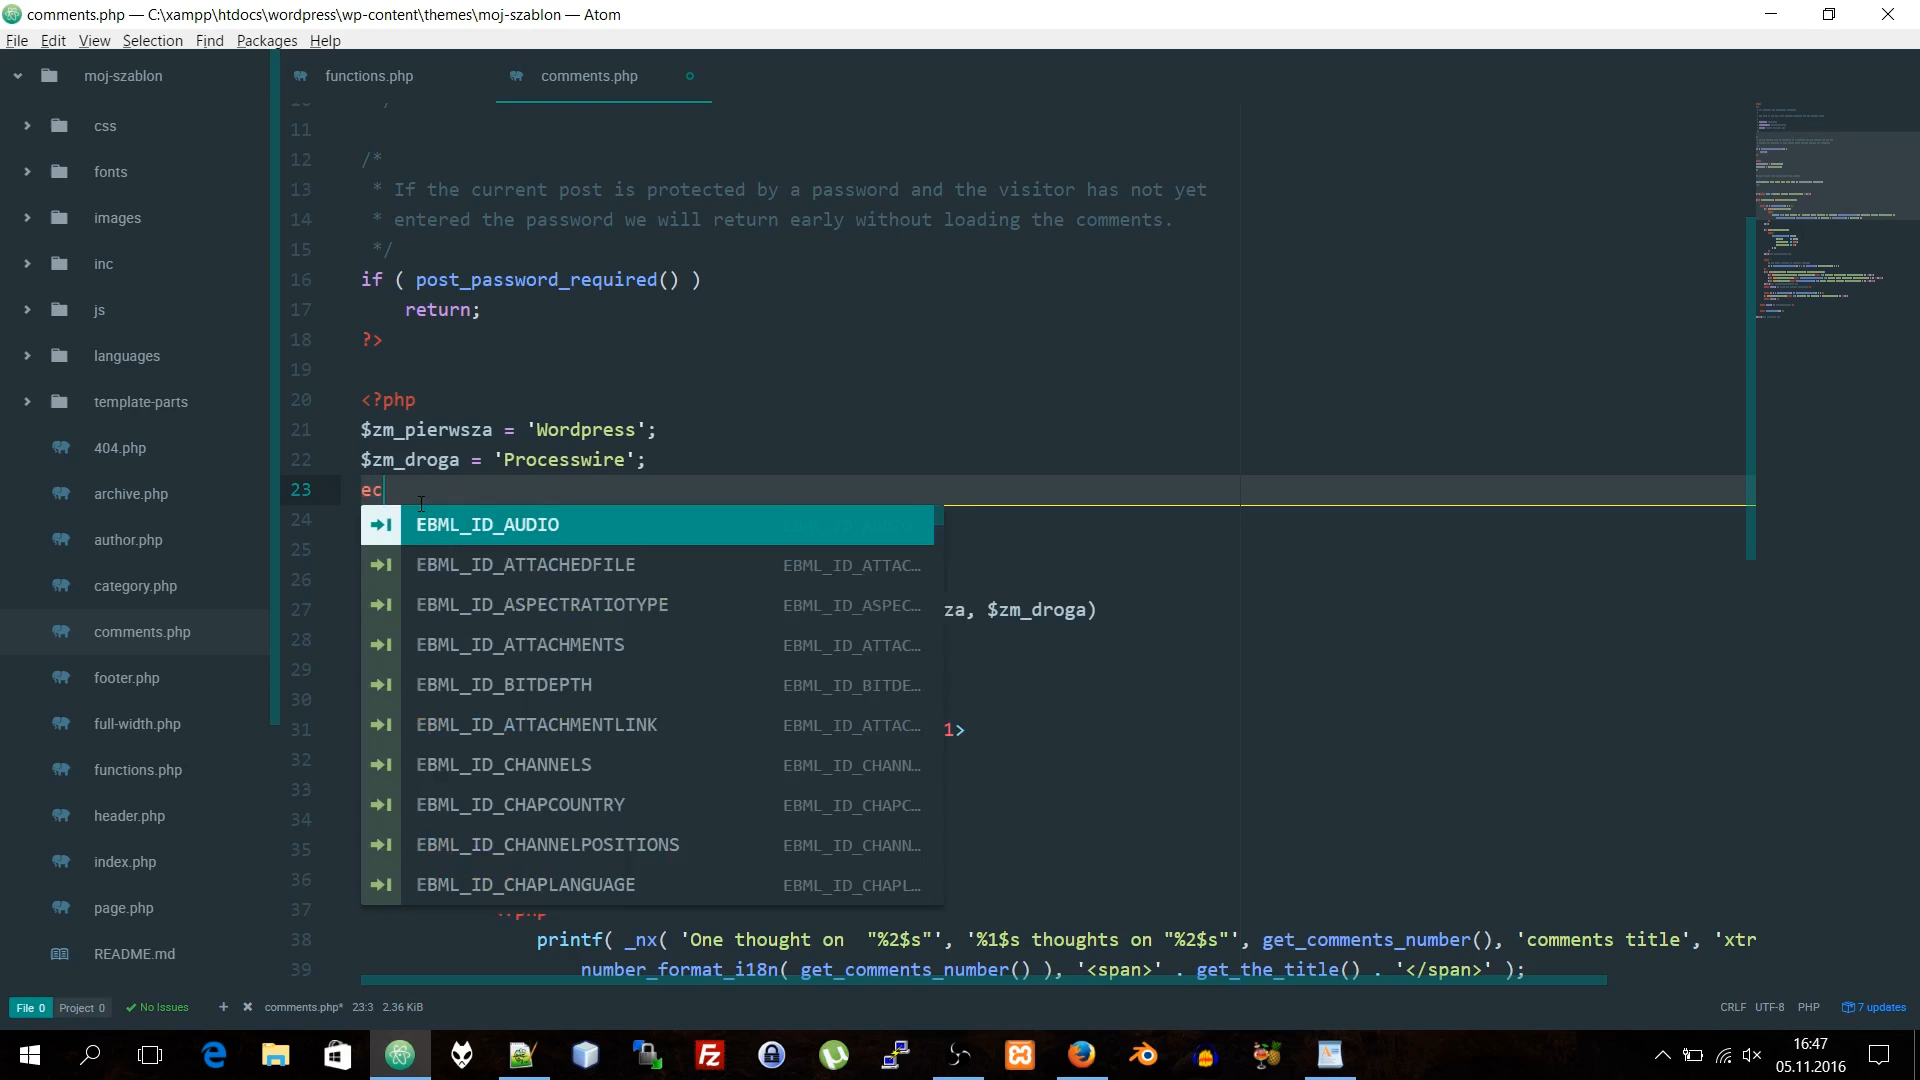 comments.php — C:\xampp\htdocs\wordpress\wp-content\themes\moj-szablon — Atom
File Edit View Selection Find Packages Help
moj-szablon
css
fonts
images
inc
js
languages
template-parts
404.php
archive.php
author.php
category.php
comments.php
footer.php
full-width.php
functions.php
header.php
index.php
page.php
README.md
functions.php comments.php
11
12 /*
13 * If the current post is protected by a password and the visitor has not yet
14 * entered the password we will return early without loading the comments.
15 */
16 if ( post_password_required() )
17 return;
18 ?>
19
20 <?php
21 $zm_pierwsza = 'Wordpress';
22 $zm_droga = 'Processwire';
23 ec
24
25
26
27 za, $zm_droga)
28
29
30
31 1>
32
33
34
35
36
37 <?php
38 printf( _nx( 'One thought on "%2$s"', '%1$s thoughts on "%2$s"', get_comments_number(), 'comments title', 'xtr
39 number_format_i18n( get_comments_number() ), '<span>' . get_the_title() . '</span>' );
EBML_ID_AUDIO
EBML_ID_ATTACHEDFILE EBML_ID_ATTAC…
EBML_ID_ASPECTRATIOTYPE EBML_ID_ASPEC…
EBML_ID_ATTACHMENTS EBML_ID_ATTAC…
EBML_ID_BITDEPTH EBML_ID_BITDE…
EBML_ID_ATTACHMENTLINK EBML_ID_ATTAC…
EBML_ID_CHANNELS EBML_ID_CHANN…
EBML_ID_CHAPCOUNTRY EBML_ID_CHAPC…
EBML_ID_CHANNELPOSITIONS EBML_ID_CHANN…
EBML_ID_CHAPLANGUAGE EBML_ID_CHAPL…
File 0 Project 0 No Issues comments.php* 23:3 2.36 KiB CRLF UTF-8 PHP 7 updates
16:47
05.11.2016